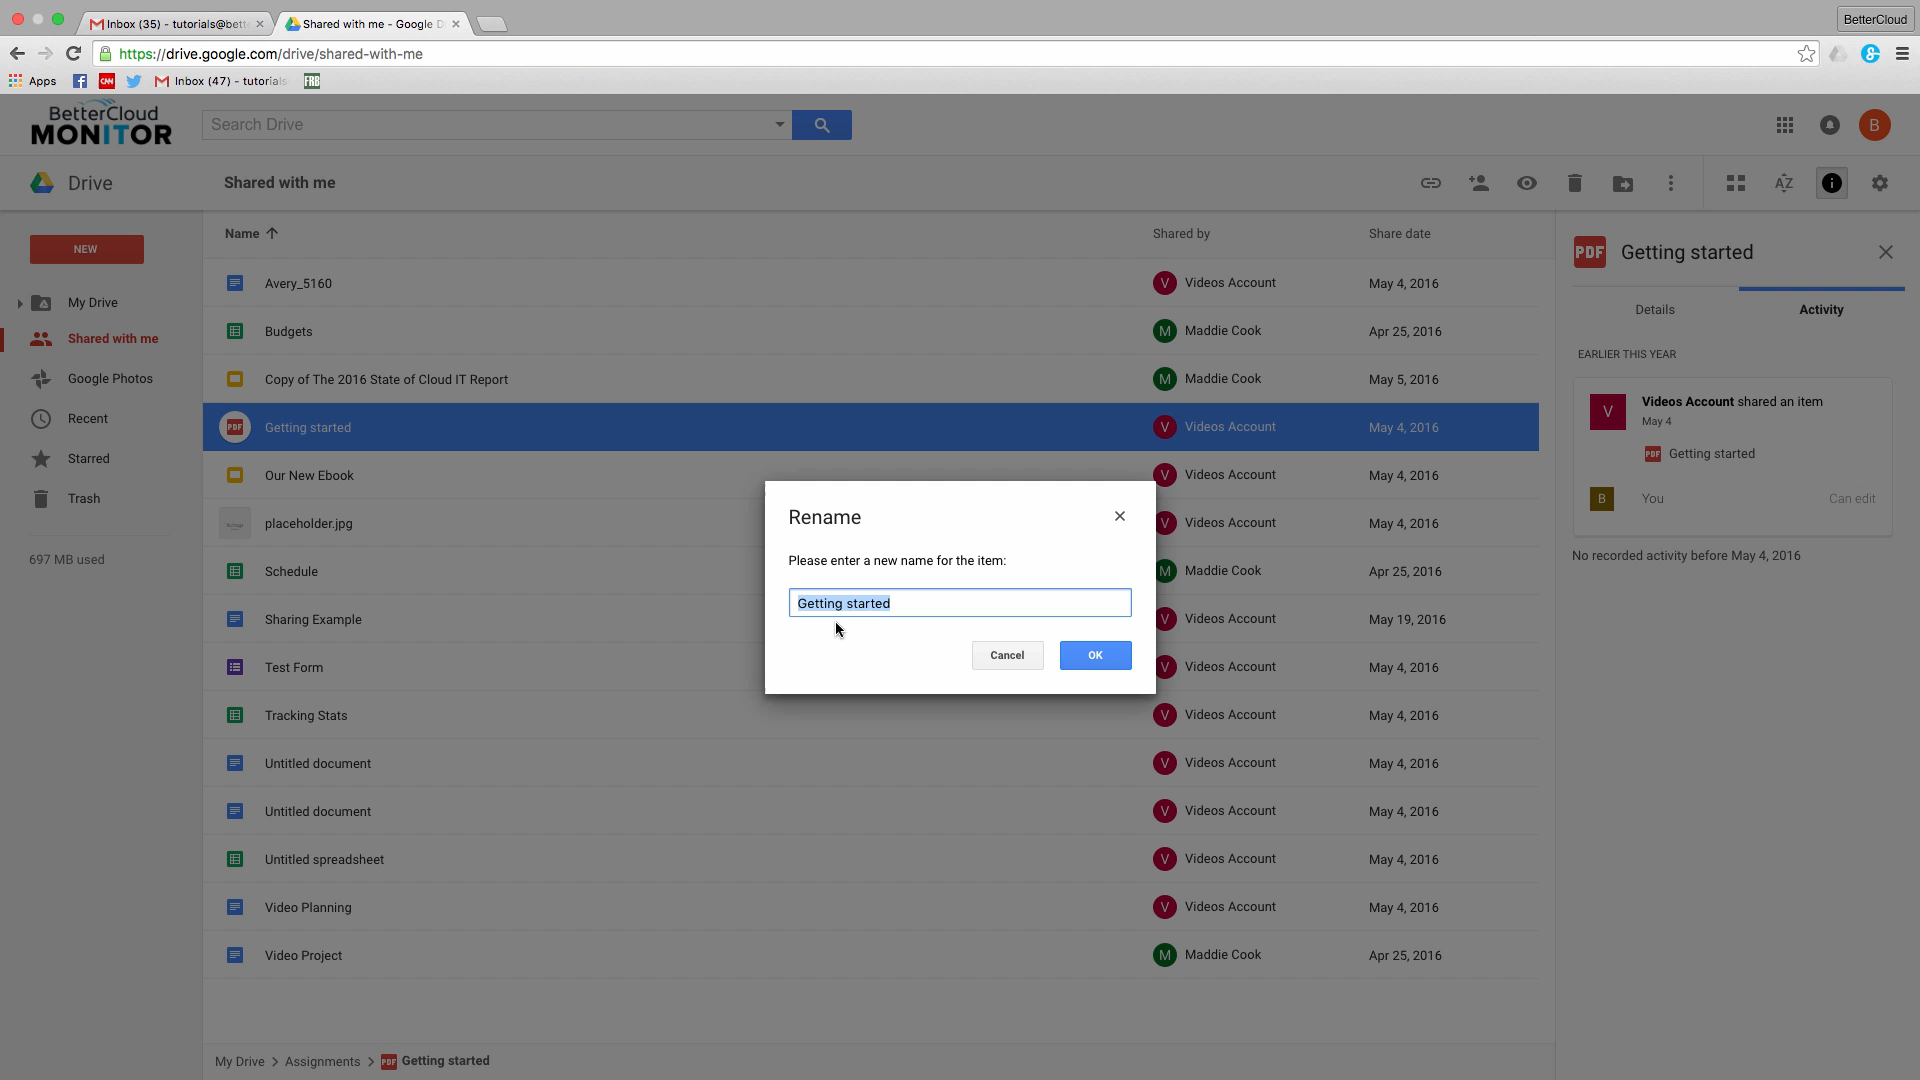 Inbox (35) - tutorials@bett
Shared with me - Google D
BetterCloud
https://drive.google.com/drive/shared-with-me
Apps
CNN
Inbox (47) - tutorials
FRB
BetterCloud
MONITOR
Search Drive
B
Drive
Shared with me
AZ
NEW
My Drive
Shared with me
Google Photos
Recent
Starred
Trash
697 MB used
Name
Shared by
Share date
Avery_5160
V
Videos Account
May 4, 2016
Budgets
M
Maddie Cook
Apr 25, 2016
Copy of The 2016 State of Cloud IT Report
M
Maddie Cook
May 5, 2016
PDF
Getting started
V
Videos Account
May 4, 2016
Our New Ebook
V
Videos Account
May 4, 2016
placeholder.jpg
V
Videos Account
May 4, 2016
Schedule
M
Maddie Cook
Apr 25, 2016
Sharing Example
V
Videos Account
May 19, 2016
Test Form
V
Videos Account
May 4, 2016
Tracking Stats
V
Videos Account
May 4, 2016
Untitled document
V
Videos Account
May 4, 2016
Untitled document
V
Videos Account
May 4, 2016
Untitled spreadsheet
V
Videos Account
May 4, 2016
Video Planning
V
Videos Account
May 4, 2016
Video Project
M
Maddie Cook
Apr 25, 2016
My Drive
Assignments
PDF
Getting started
Rename
Please enter a new name for the item:
Getting started
Cancel
OK
PDF
Getting started
Details
Activity
EARLIER THIS YEAR
V
Videos Account shared an item
May 4
PDF
Getting started
B
You
Can edit
No recorded activity before May 4, 2016